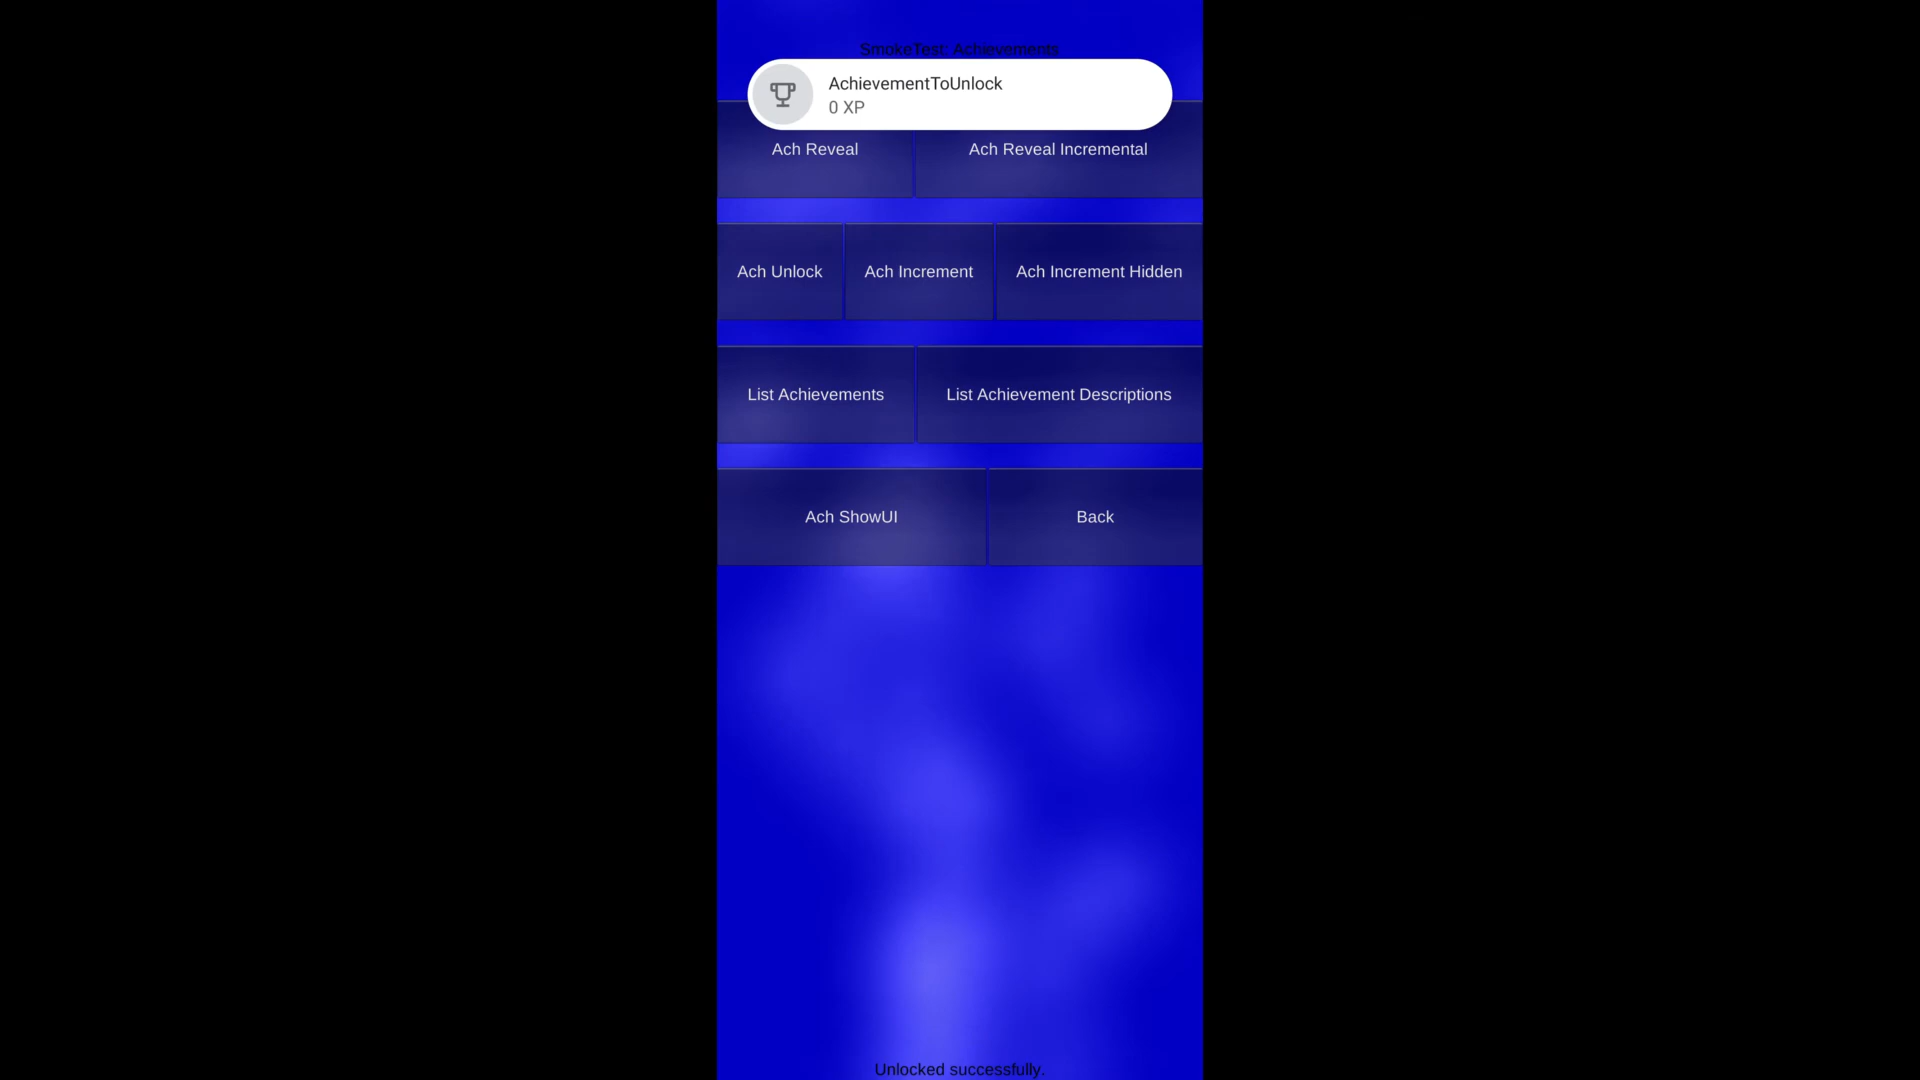 SmokeTest: Achievements
AchievementToUnlock
0 XP
Ach Reveal
Ach Reveal Incremental
Ach Unlock
Ach Increment
Ach Increment Hidden
List Achievements
List Achievement Descriptions
Ach ShowUI
Back
Unlocked successfully.